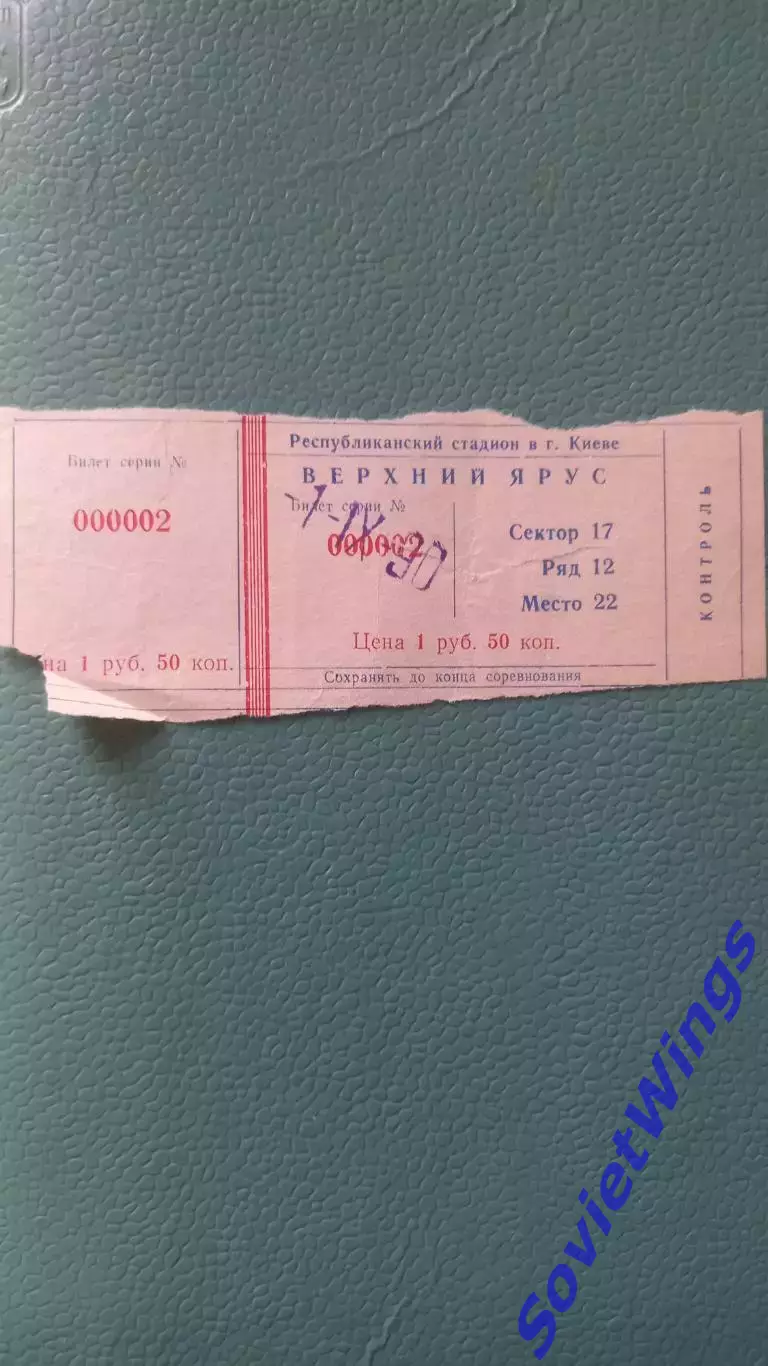 Билет серии №
000002
на 1 руб. 50 коп.
Республиканский стадион в г. Киеве
ВЕРХНИЙ ЯРУС
Билет серии №
000002
1-IX-90
Сектор 17
Ряд 12
Место 22
Цена 1 руб. 50 коп.
Сохранять до конца соревнования
КОНТРОЛЬ
SovietWings